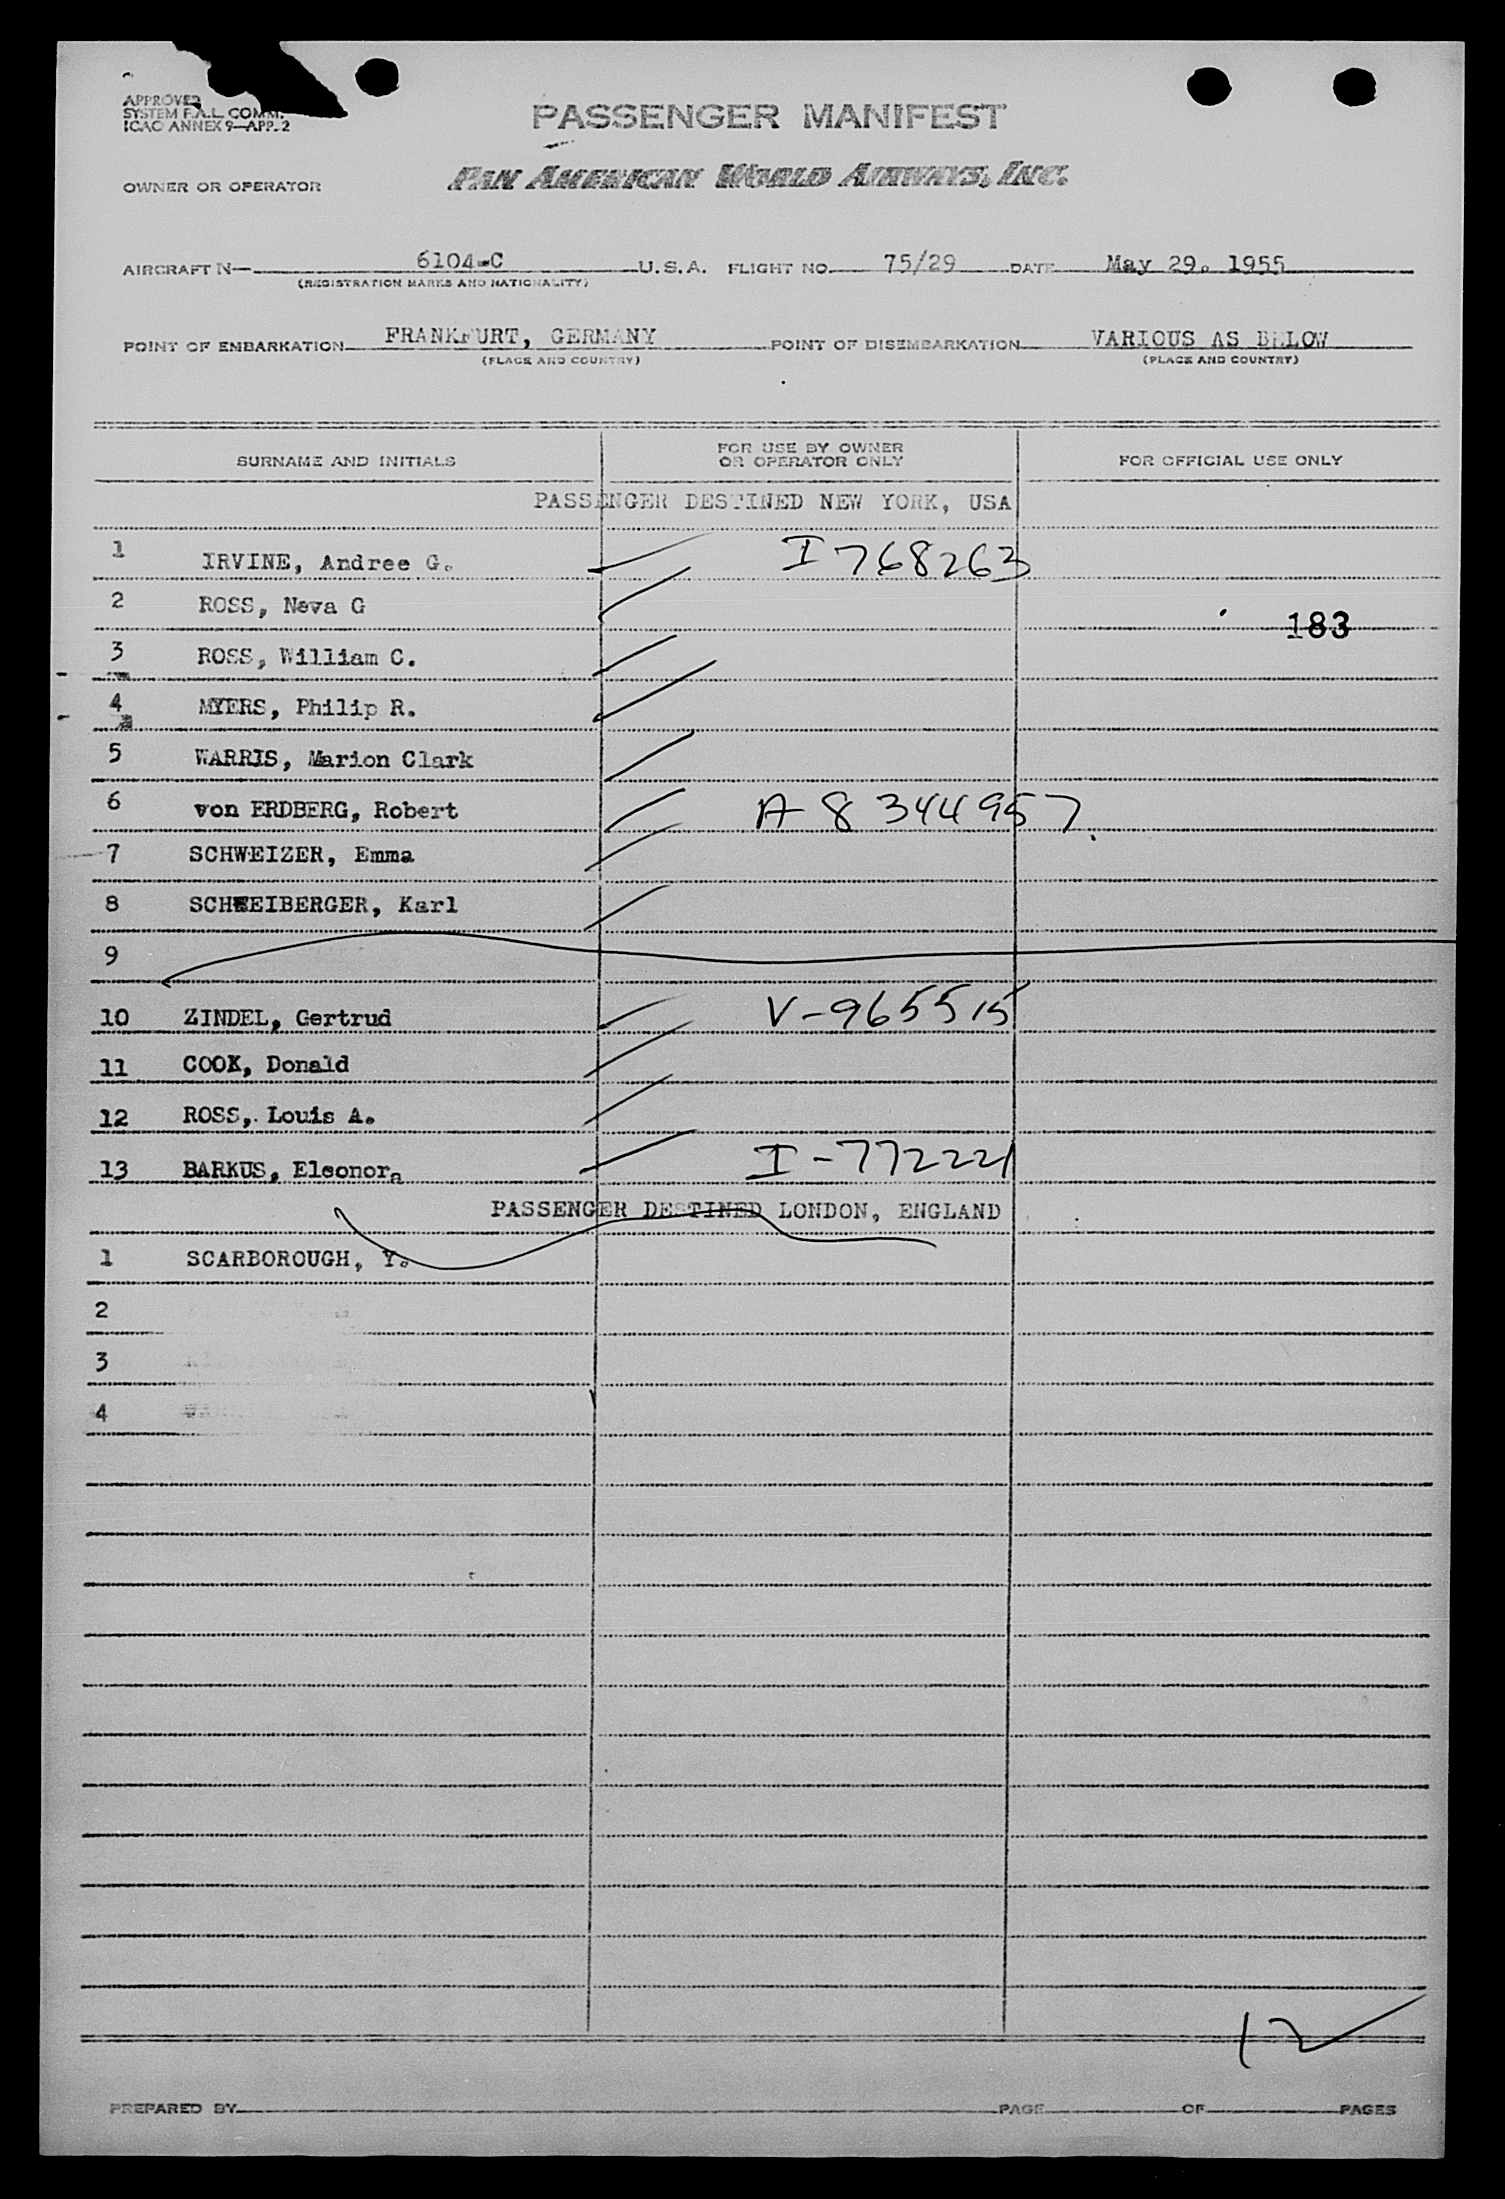 APPROVED
SYSTEM F.A.L. COMM.
ICAO ANNEX 9—APP. 2
PASSENGER MANIFEST
OWNER OR OPERATOR PAN AMERICAN WORLD AIRWAYS, INC.
AIRCRAFT N— 6104-C U.S.A. FLIGHT NO. 75/29 DATE May 29. 1955
(REGISTRATION MARKS AND NATIONALITY)
POINT OF EMBARKATION FRANKFURT, GERMANY POINT OF DISEMBARKATION VARIOUS AS BELOW
(PLACE AND COUNTRY) (PLACE AND COUNTRY)
SURNAME AND INITIALS FOR USE BY OWNER OR OPERATOR ONLY FOR OFFICIAL USE ONLY
PASSENGER DESTINED NEW YORK, USA
1 IRVINE, Andree G. I 768263
2 ROSS, Neva G
183
3 ROSS, William C.
4 MYERS, Philip R.
5 WARRIS, Marion Clark
6 von ERDBERG, Robert A 8 344 957
7 SCHWEIZER, Emma
8 SCHEEIBERGER, Karl
9
10 ZINDEL, Gertrud V-965515
11 COOK, Donald
12 ROSS, Louis A.
13 BARKUS, Eleonora I-772221
PASSENGER DESTINED LONDON, ENGLAND
1 SCARBOROUGH, Y.
2
3
4
12
PREPARED BY PAGE OF PAGES